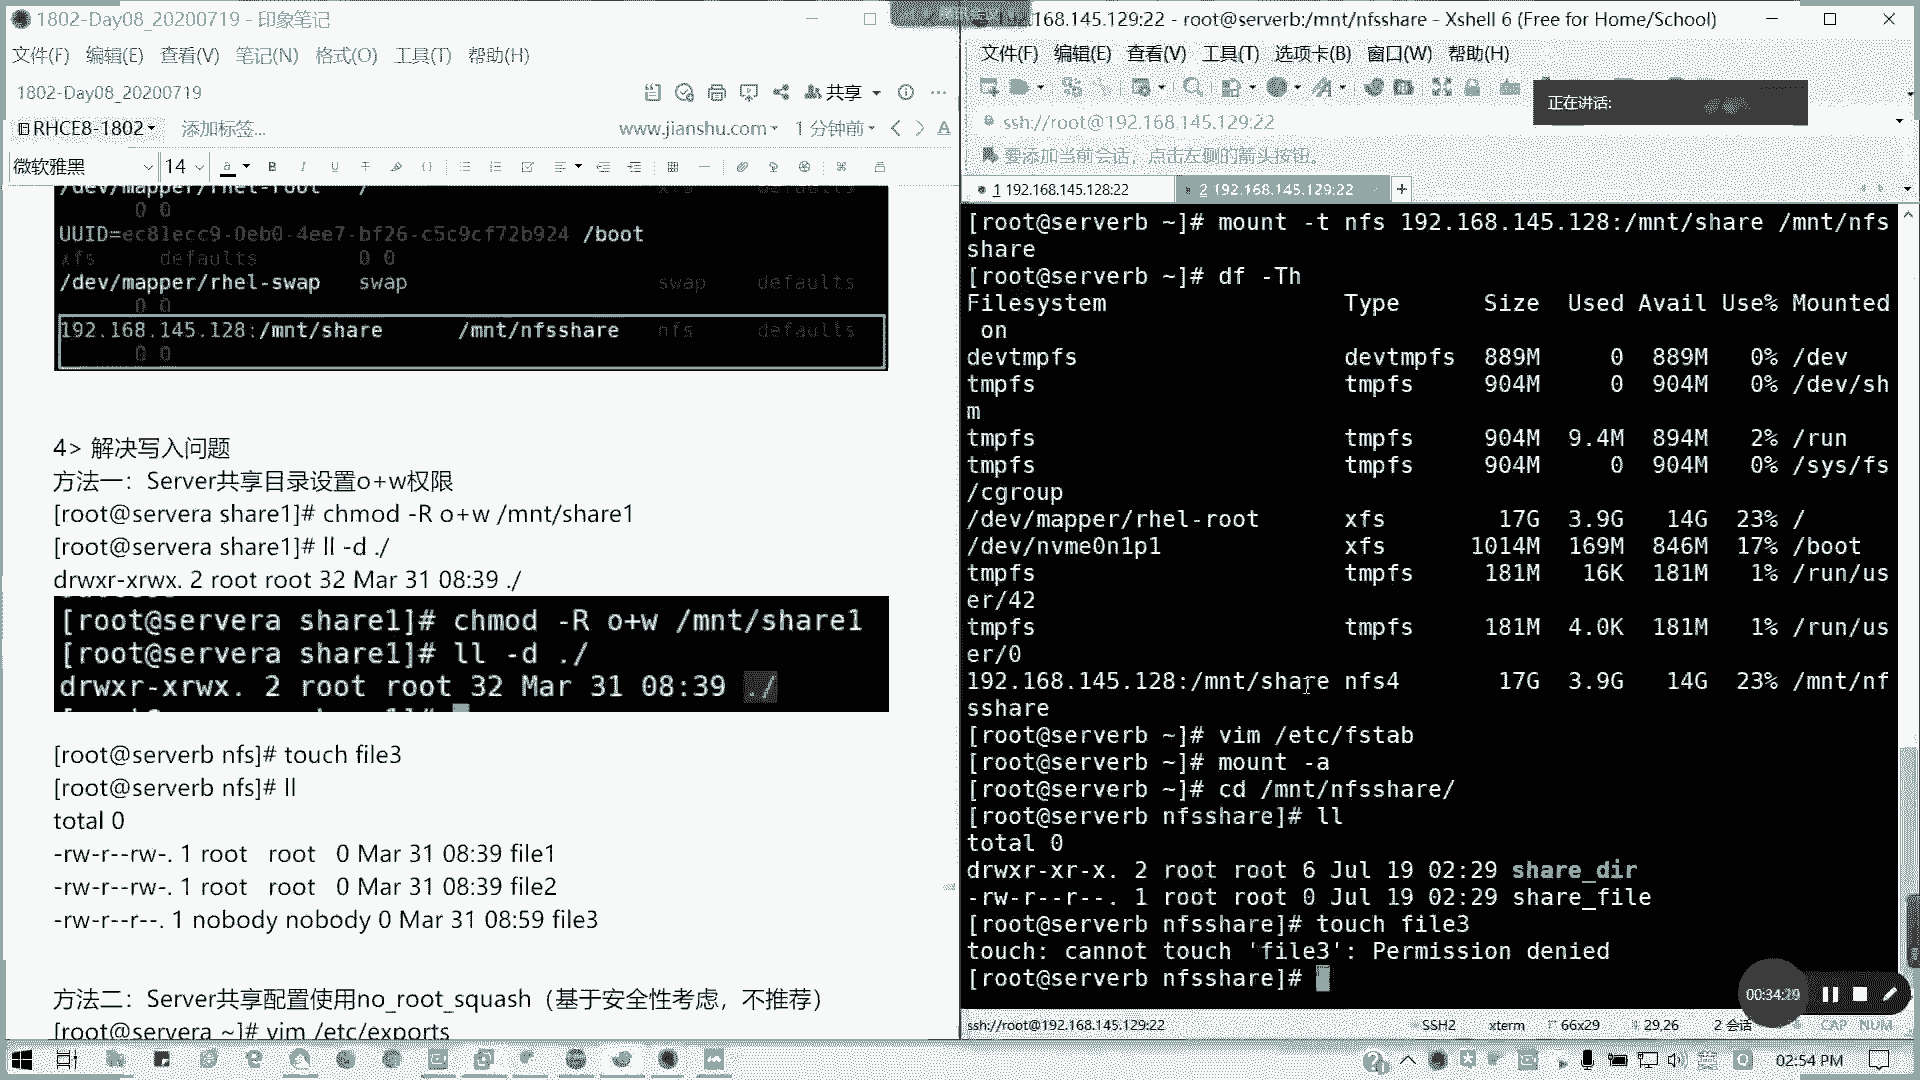 1802-Day08_20200719 - 印象笔记
文件(F) 编辑(E) 查看(V) 笔记(N) 格式(O) 工具(T) 帮助(H)
1802-Day08_20200719
共享
RHCE8-1802 添加标签...
www.jianshu.com 1 分钟前
微软雅黑 14
/dev/mapper/rhel-root / xfs defaults
0 0
UUID=ec81ecc9-0eb0-4ee7-bf26-c5c9cf72b924 /boot
xfs defaults 0 0
/dev/mapper/rhel-swap swap swap defaults
0 0
192.168.145.128:/mnt/share /mnt/nfsshare nfs defaults
0 0
4> 解决写入问题
方法一：Server共享目录设置o+w权限
[root@servera share1]# chmod -R o+w /mnt/share1
[root@servera share1]# ll -d ./
drwxr-xrwx. 2 root root 32 Mar 31 08:39 ./
[root@servera share1]# chmod -R o+w /mnt/share1
[root@servera share1]# ll -d ./
drwxr-xrwx. 2 root root 32 Mar 31 08:39 ./
[root@serverb nfs]# touch file3
[root@serverb nfs]# ll
total 0
-rw-r--rw-. 1 root root 0 Mar 31 08:39 file1
-rw-r--rw-. 1 root root 0 Mar 31 08:39 file2
-rw-r--r--. 1 nobody nobody 0 Mar 31 08:59 file3
方法二：Server共享配置使用no_root_squash（基于安全性考虑，不推荐）
[root@servera ~]# vim /etc/exports
.168.145.129:22 - root@serverb:/mnt/nfsshare - Xshell 6 (Free for Home/School)
文件(F) 编辑(E) 查看(V) 工具(T) 选项卡(B) 窗口(W) 帮助(H)
正在讲话:
ssh://root@192.168.145.129:22
要添加当前会话，点击左侧的箭头按钮。
1 192.168.145.128:22 2 192.168.145.129:22
[root@serverb ~]# mount -t nfs 192.168.145.128:/mnt/share /mnt/nfs
share
[root@serverb ~]# df -Th
Filesystem Type Size Used Avail Use% Mounted
on
devtmpfs devtmpfs 889M 0 889M 0% /dev
tmpfs tmpfs 904M 0 904M 0% /dev/sh
m
tmpfs tmpfs 904M 9.4M 894M 2% /run
tmpfs tmpfs 904M 0 904M 0% /sys/fs
/cgroup
/dev/mapper/rhel-root xfs 17G 3.9G 14G 23% /
/dev/nvme0n1p1 xfs 1014M 169M 846M 17% /boot
tmpfs tmpfs 181M 16K 181M 1% /run/us
er/42
tmpfs tmpfs 181M 4.0K 181M 1% /run/us
er/0
192.168.145.128:/mnt/share nfs4 17G 3.9G 14G 23% /mnt/nf
sshare
[root@serverb ~]# vim /etc/fstab
[root@serverb ~]# mount -a
[root@serverb ~]# cd /mnt/nfsshare/
[root@serverb nfsshare]# ll
total 0
drwxr-xr-x. 2 root root 6 Jul 19 02:29 share_dir
-rw-r--r--. 1 root root 0 Jul 19 02:29 share_file
[root@serverb nfsshare]# touch file3
touch: cannot touch 'file3': Permission denied
[root@serverb nfsshare]#
00:34:29
ssh://root@192.168.145.129:22 SSH2 xterm 66x29 29,26 2 会话 CAP NUM
02:54 PM